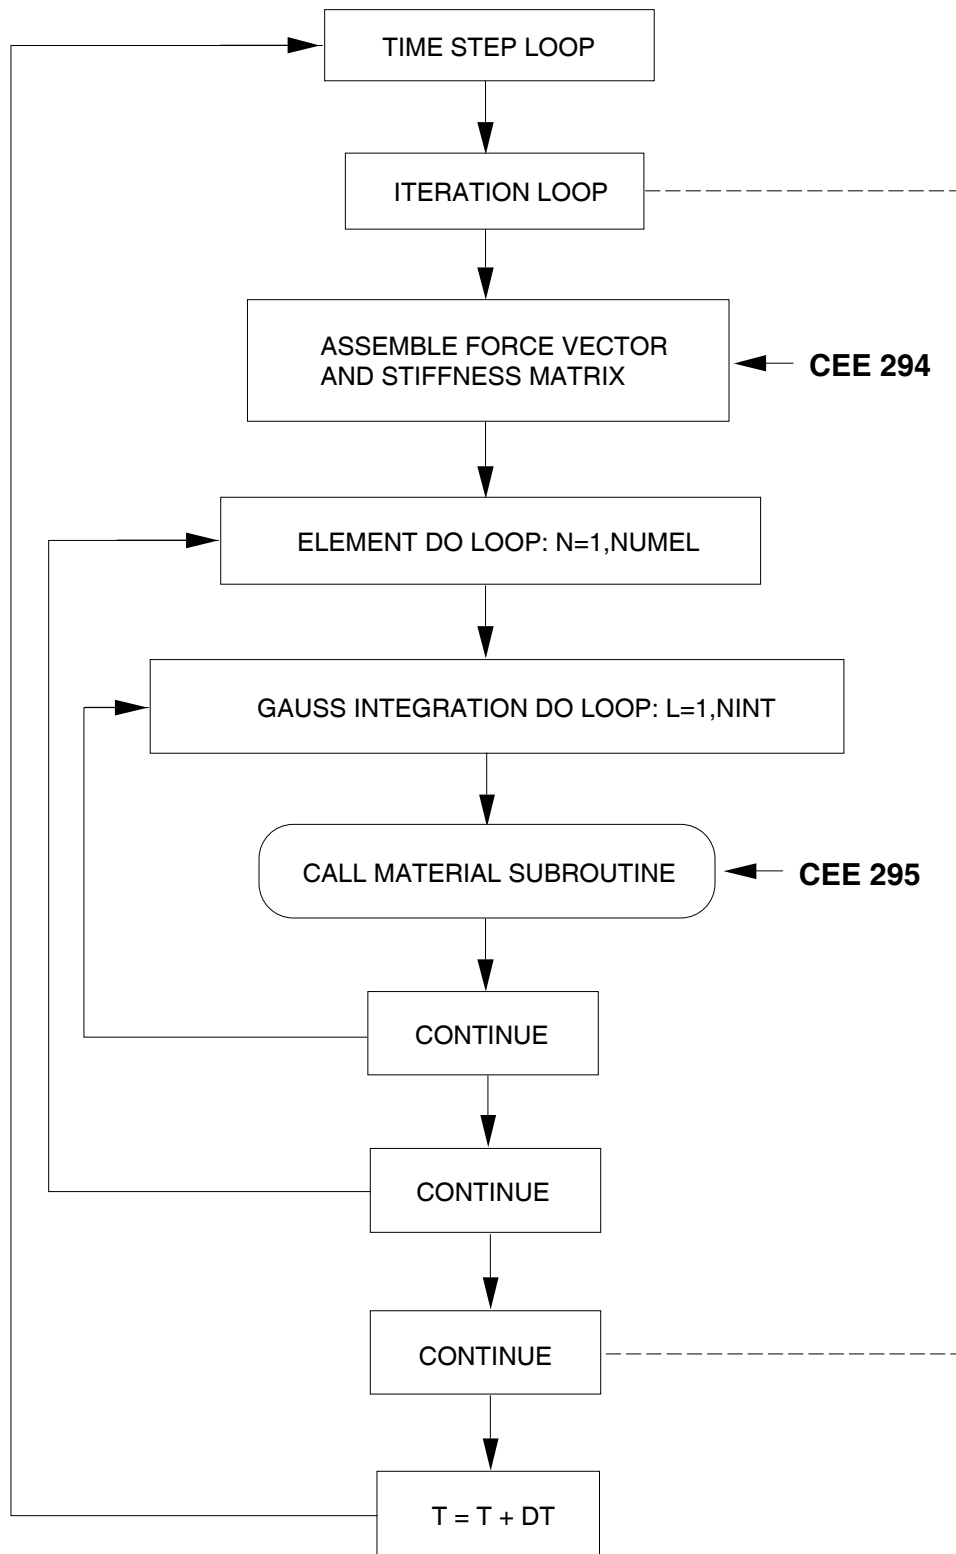 TIME STEP LOOP
ITERATION LOOP
ASSEMBLE FORCE VECTOR
AND STIFFNESS MATRIX
CEE 294
ELEMENT DO LOOP: N=1,NUMEL
GAUSS INTEGRATION DO LOOP: L=1,NINT
CALL MATERIAL SUBROUTINE
CEE 295
CONTINUE
CONTINUE
CONTINUE
T = T + DT